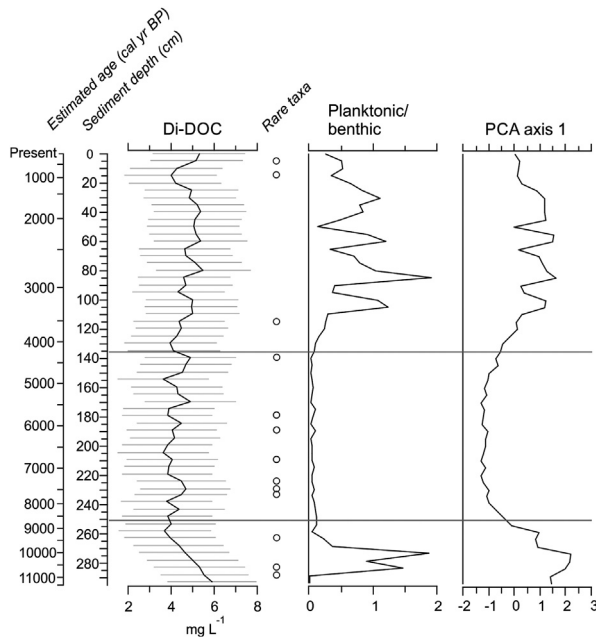 Estimated age (cal yr BP)
Sediment depth (cm)
Di-DOC
Rare taxa
Planktonic/
benthic
PCA axis 1
Present
1000
2000
3000
4000
5000
6000
7000
8000
9000
10000
11000
0
20
40
60
80
100
120
140
160
180
200
220
240
260
280
2 4 6 8
mg L-1
0 1 2
-2 -1 0 1 2 3